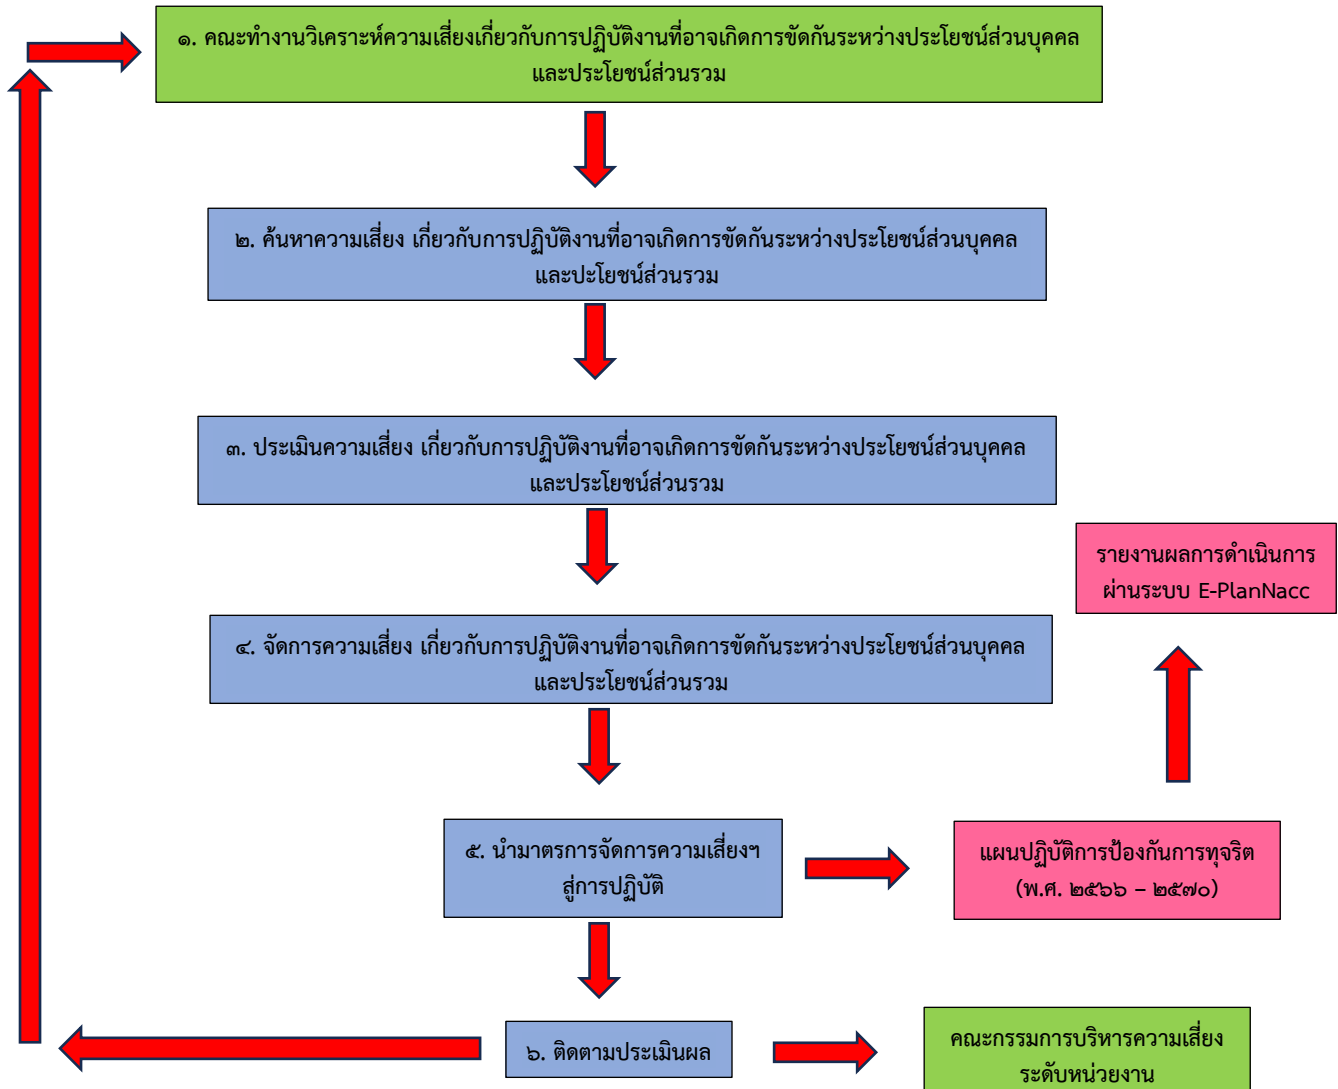 ๑. คณะทำงานวิเคราะห์ความเสี่ยงเกี่ยวกับการปฏิบัติงานที่อาจเกิดการขัดกันระหว่างประโยชน์ส่วนบุคคล
และประโยชน์ส่วนรวม
๒. ค้นหาความเสี่ยง เกี่ยวกับการปฏิบัติงานที่อาจเกิดการขัดกันระหว่างประโยชน์ส่วนบุคคล
และปะโยชน์ส่วนรวม
๓. ประเมินความเสี่ยง เกี่ยวกับการปฏิบัติงานที่อาจเกิดการขัดกันระหว่างประโยชน์ส่วนบุคคล
และประโยชน์ส่วนรวม
รายงานผลการดำเนินการ
ผ่านระบบ E-PlanNacc
๔. จัดการความเสี่ยง เกี่ยวกับการปฏิบัติงานที่อาจเกิดการขัดกันระหว่างประโยชน์ส่วนบุคคล
และประโยชน์ส่วนรวม
๕. นำมาตรการจัดการความเสี่ยงฯ
สู่การปฏิบัติ
แผนปฏิบัติการป้องกันการทุจริต
(พ.ศ. ๒๕๖๖ – ๒๕๗๐)
๖. ติดตามประเมินผล
คณะกรรมการบริหารความเสี่ยง
ระดับหน่วยงาน